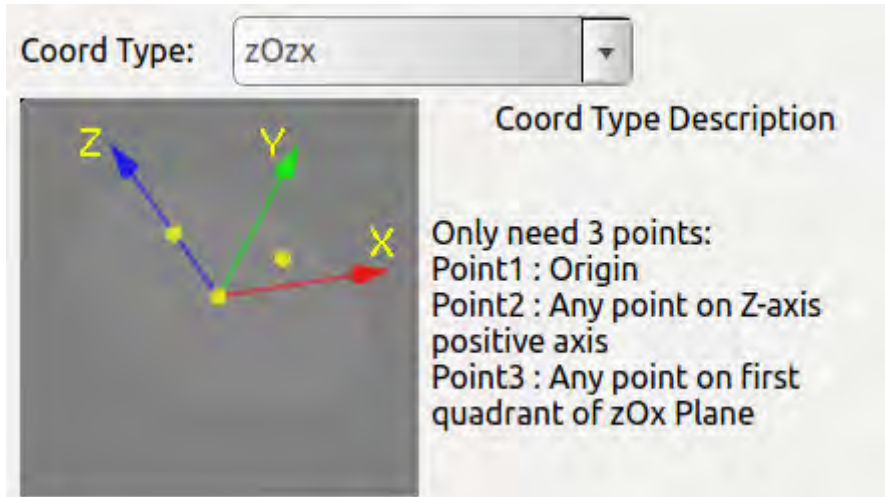 Coord Type: zOzx
Coord Type Description
Z
Y
X
Only need 3 points:
Point1 : Origin
Point2 : Any point on Z-axis
positive axis
Point3 : Any point on first
quadrant of zOx Plane